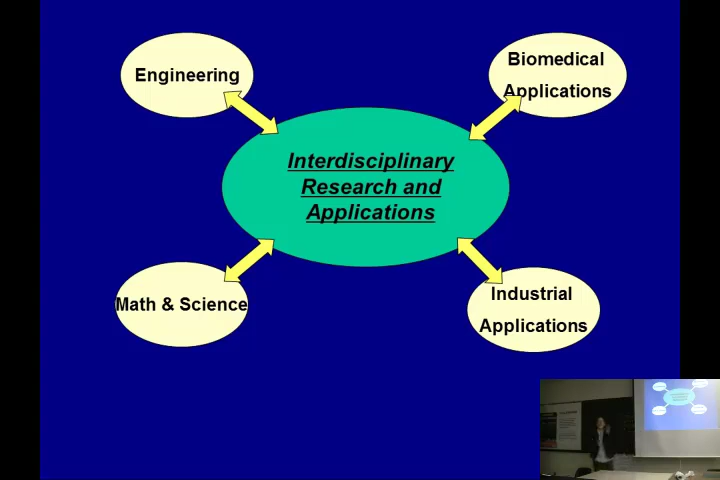 Engineering
Biomedical
Applications
Interdisciplinary
Research and
Applications
Math & Science
Industrial
Applications